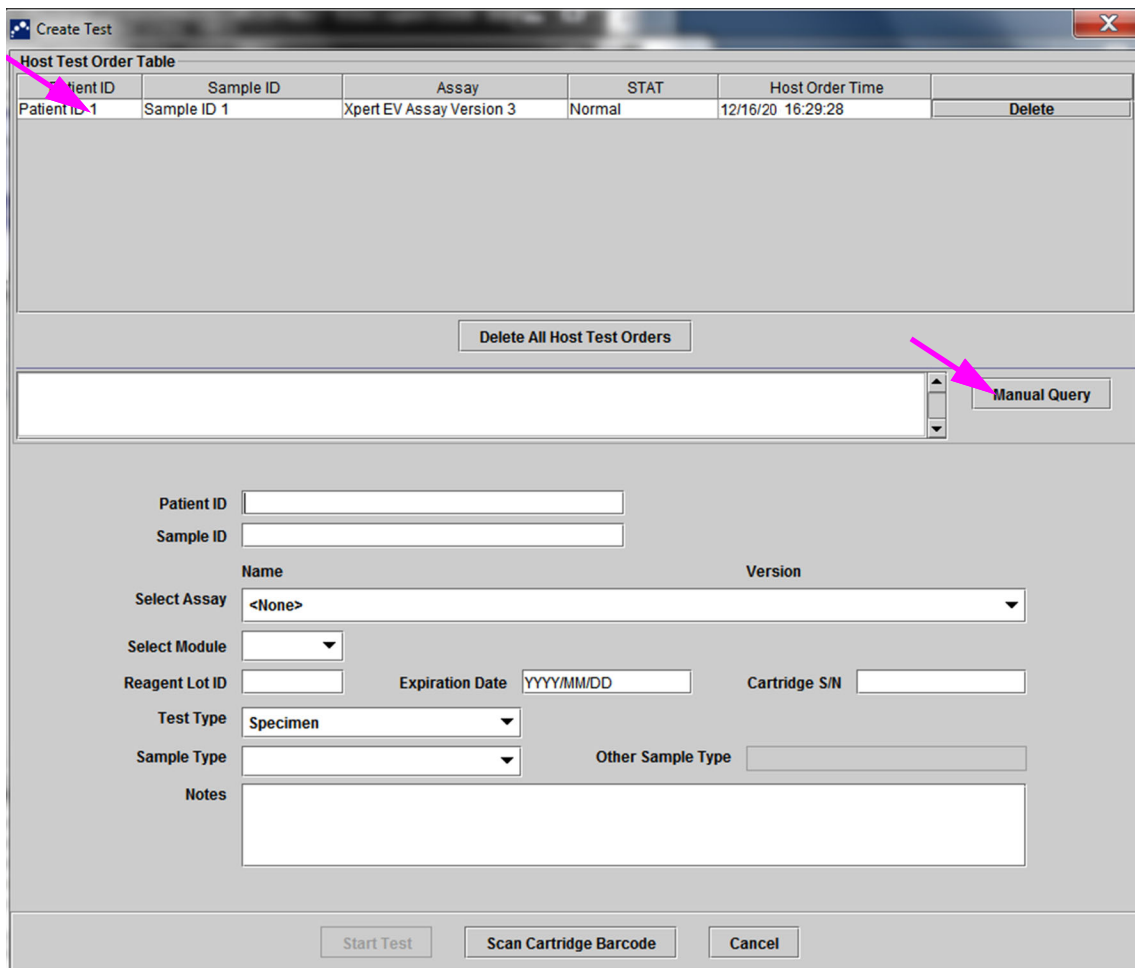 Create Test
Host Test Order Table
Patient ID Sample ID Assay STAT Host Order Time
Patient ID 1 Sample ID 1 Xpert EV Assay Version 3 Normal 12/16/20 16:29:28 Delete
Delete All Host Test Orders
Manual Query
Patient ID
Sample ID
Name Version
Select Assay <None>
Select Module
Reagent Lot ID Expiration Date YYYY/MM/DD Cartridge S/N
Test Type Specimen
Sample Type Other Sample Type
Notes
Start Test Scan Cartridge Barcode Cancel